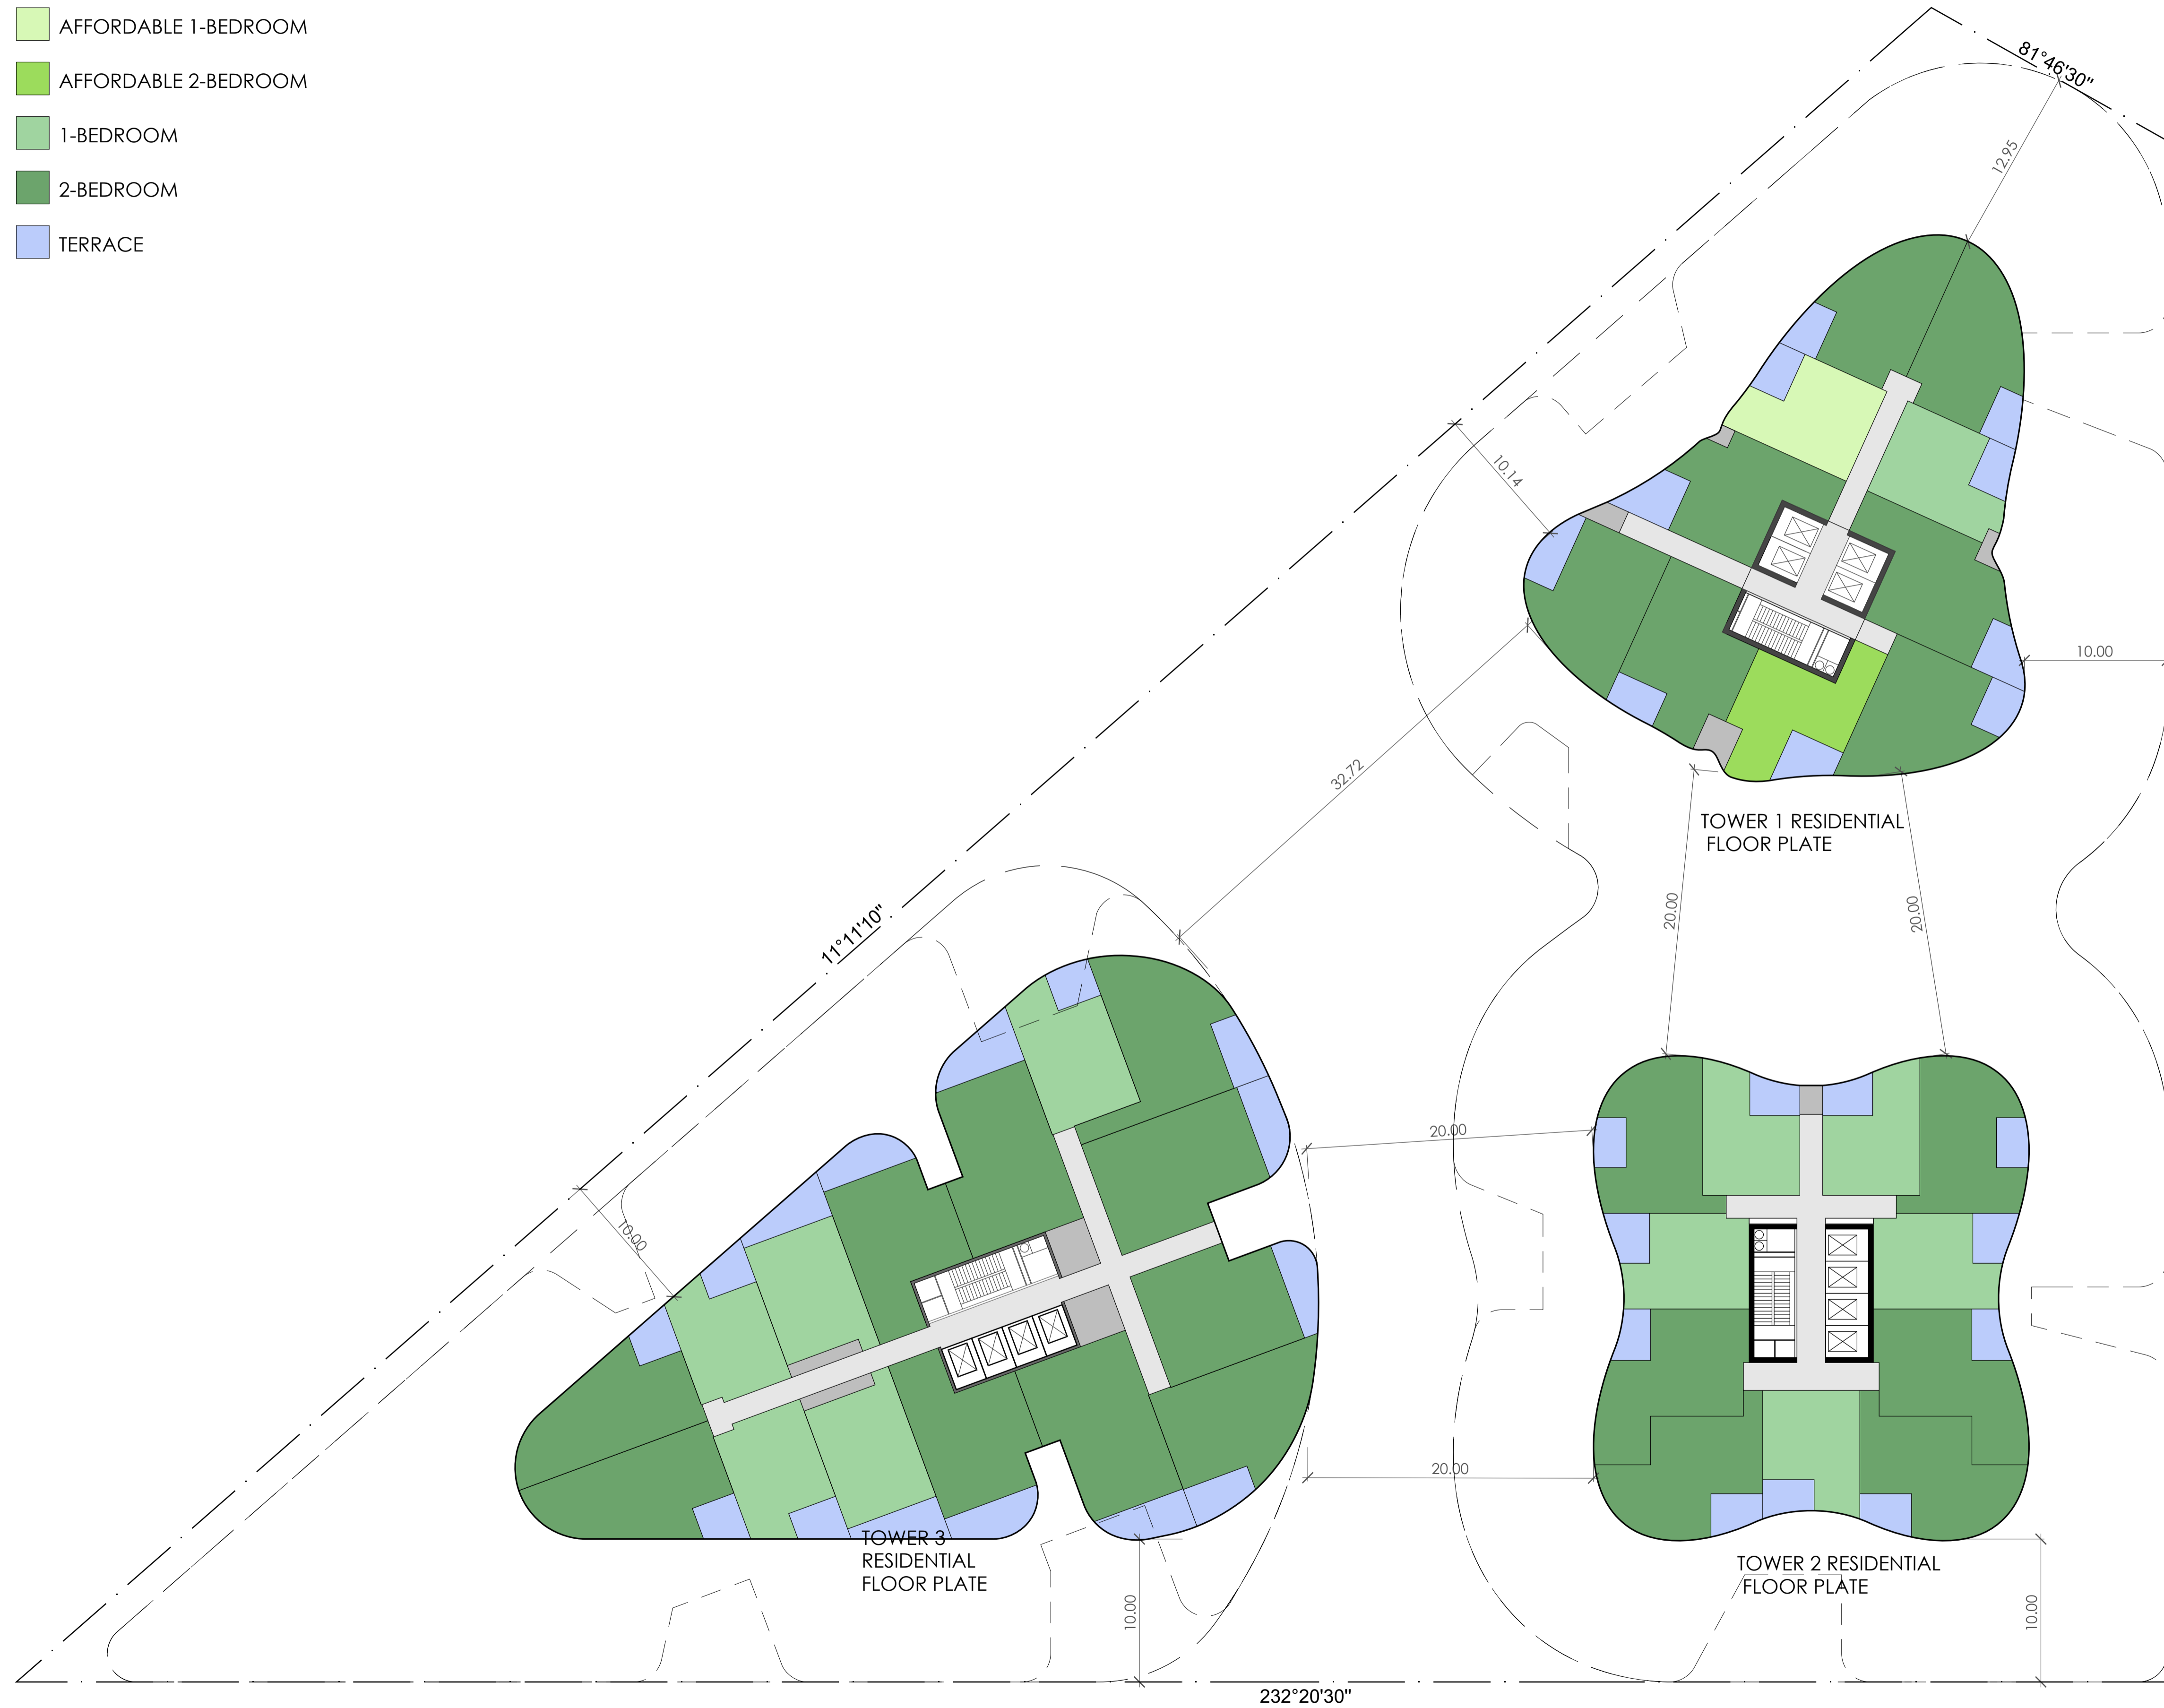 AFFORDABLE 1-BEDROOM
AFFORDABLE 2-BEDROOM
1-BEDROOM
2-BEDROOM
TERRACE
81°46'30"
12.95
10.14
10.00
32.72
TOWER 1 RESIDENTIAL
FLOOR PLATE
20.00
20.00
11°11'10"
10.00
20.00
20.00
TOWER 3
RESIDENTIAL
FLOOR PLATE
TOWER 2 RESIDENTIAL
FLOOR PLATE
10.00
10.00
232°20'30"